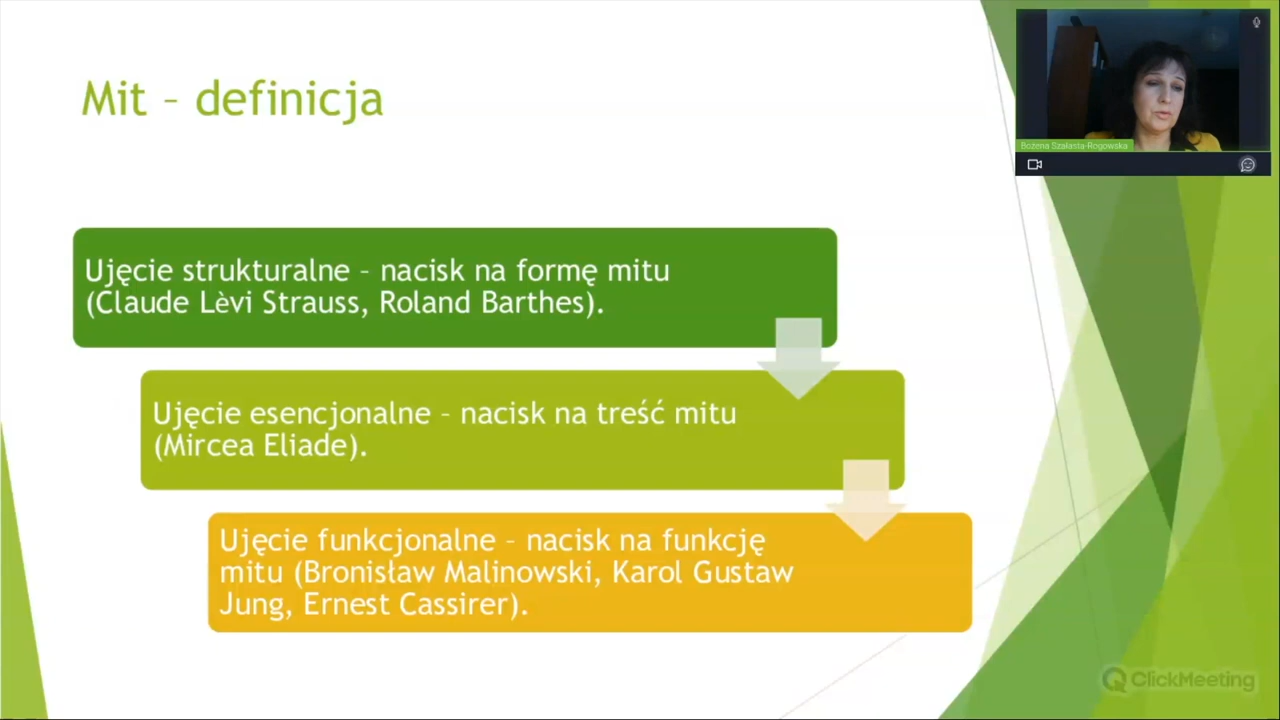 Mit – definicja
Bożena Szałasta-Rogowska
Ujęcie strukturalne – nacisk na formę mitu
(Claude Lèvi Strauss, Roland Barthes).
Ujęcie esencjonalne – nacisk na treść mitu
(Mircea Eliade).
Ujęcie funkcjonalne – nacisk na funkcję
mitu (Bronisław Malinowski, Karol Gustaw
Jung, Ernest Cassirer).
ClickMeeting